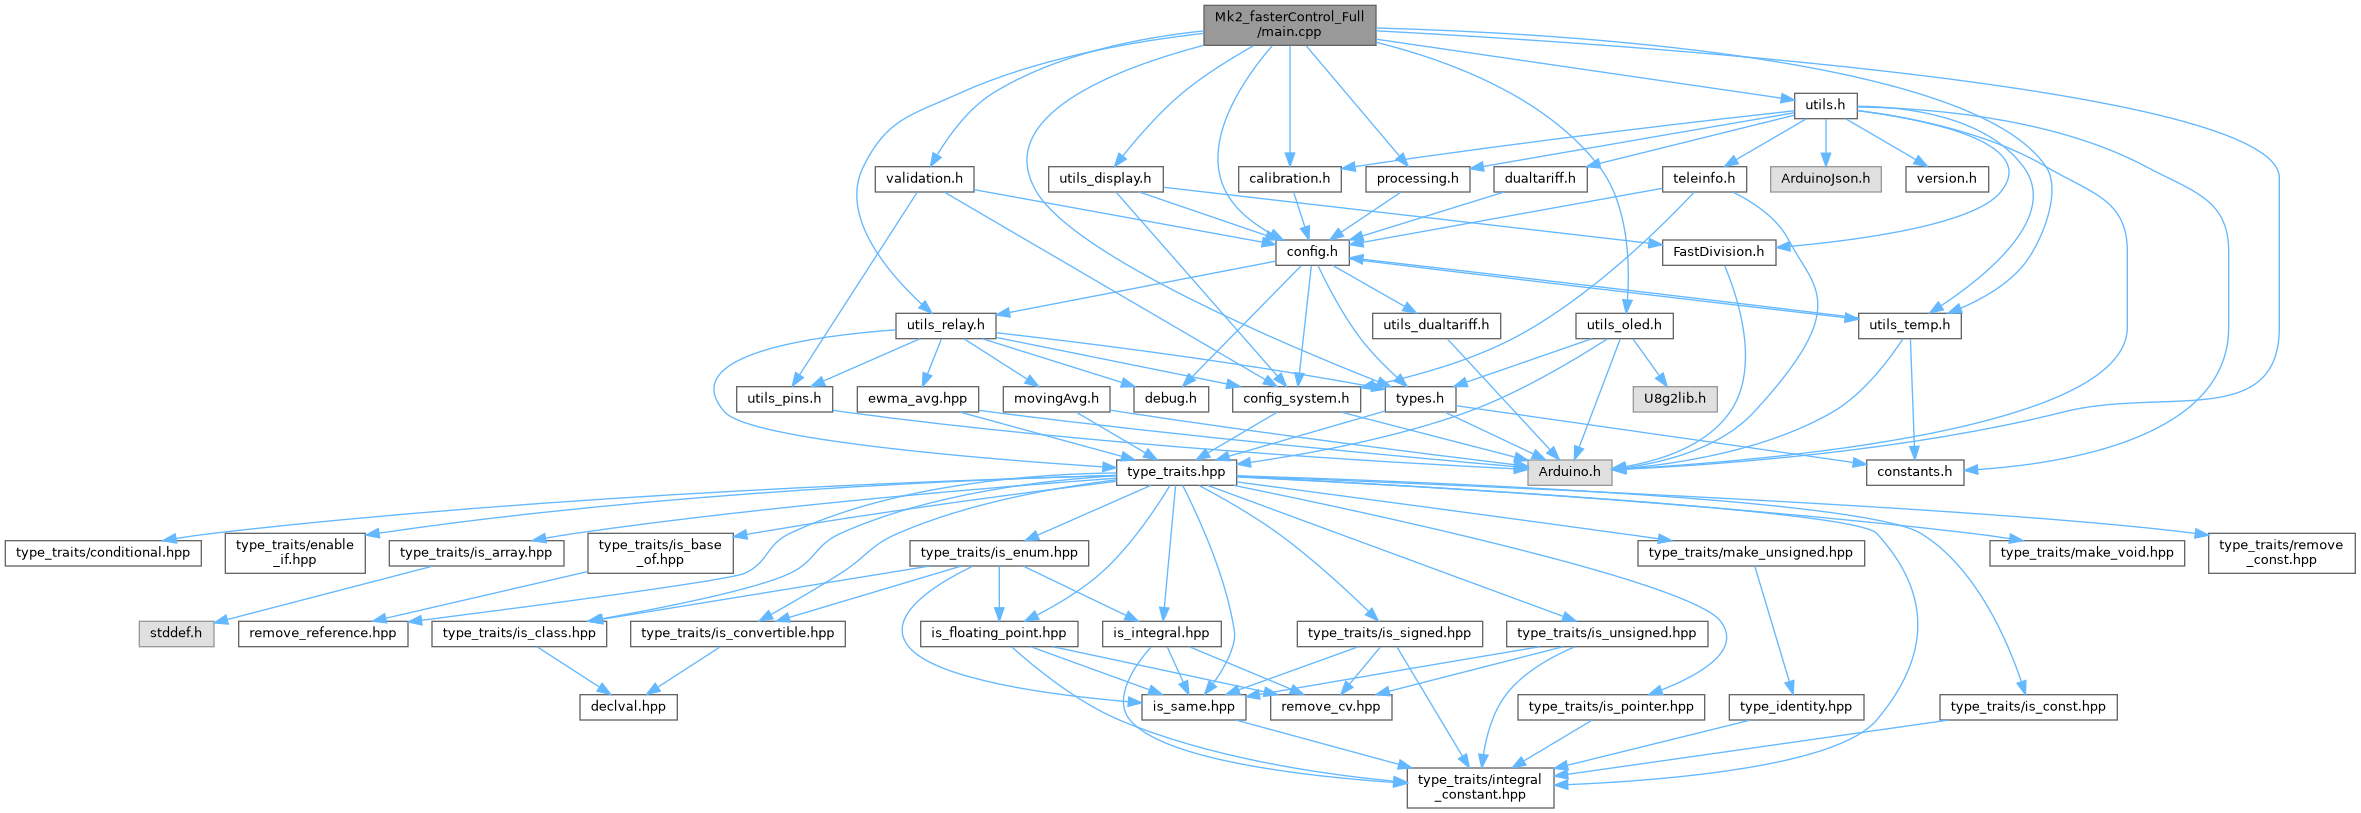 Mk2_fasterControl_Full
/main.cpp
utils.h
validation.h
utils_display.h
calibration.h
processing.h
dualtariff.h
teleinfo.h
ArduinoJson.h
version.h
config.h
FastDivision.h
utils_relay.h
utils_dualtariff.h
utils_oled.h
utils_temp.h
utils_pins.h
ewma_avg.hpp
movingAvg.h
debug.h
config_system.h
types.h
U8g2lib.h
type_traits.hpp
Arduino.h
constants.h
type_traits/conditional.hpp
type_traits/enable
_if.hpp
type_traits/is_array.hpp
type_traits/is_base
_of.hpp
type_traits/is_enum.hpp
type_traits/make_unsigned.hpp
type_traits/make_void.hpp
type_traits/remove
_const.hpp
stddef.h
remove_reference.hpp
type_traits/is_class.hpp
type_traits/is_convertible.hpp
is_floating_point.hpp
is_integral.hpp
type_traits/is_signed.hpp
type_traits/is_unsigned.hpp
declval.hpp
is_same.hpp
remove_cv.hpp
type_traits/is_pointer.hpp
type_identity.hpp
type_traits/is_const.hpp
type_traits/integral
_constant.hpp